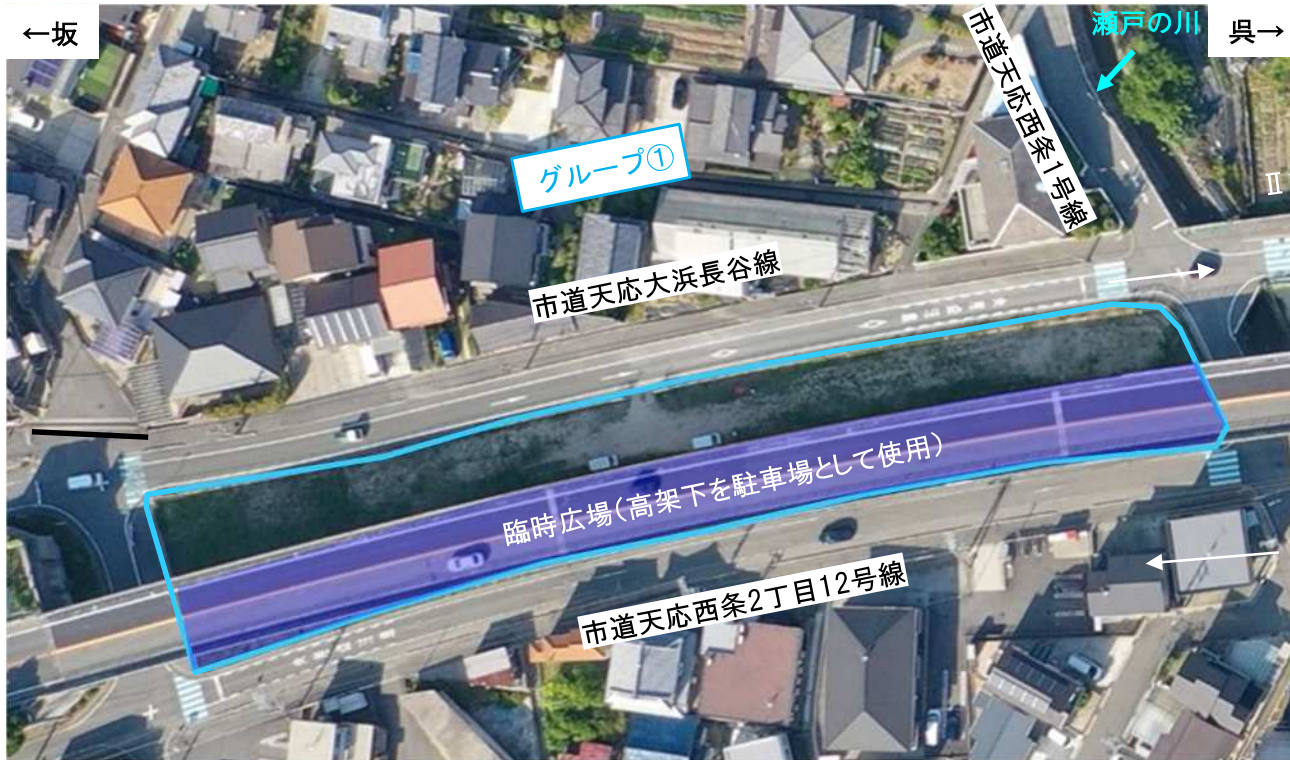 ←坂
瀬戸の川
呉→
市道天応西条1号線
グループ①
Ⅱ
市道天応大浜長谷線
臨時広場(高架下を駐車場として使用)
市道天応西条2丁目12号線